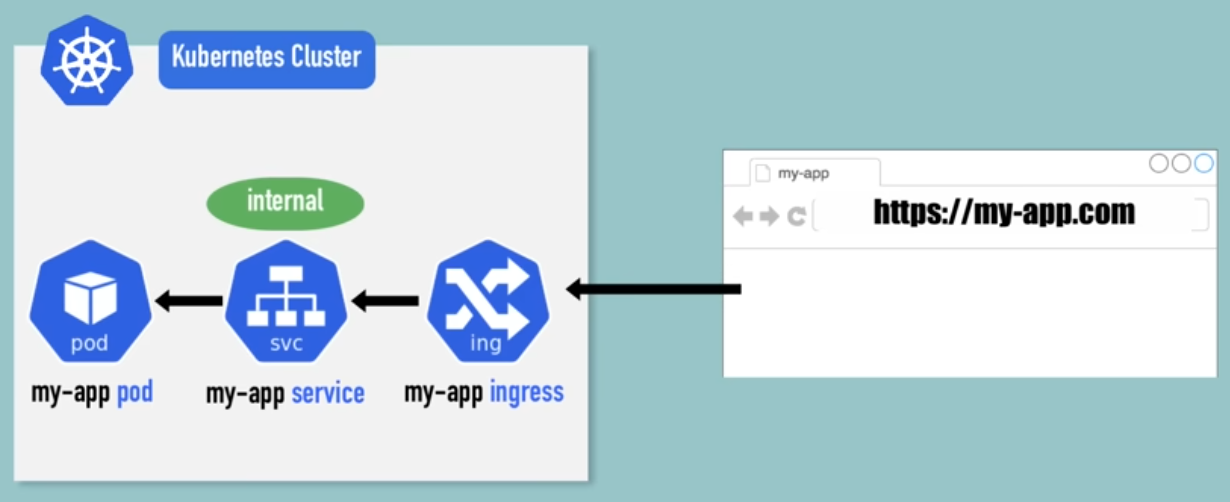 Kubernetes Cluster
my-app
https://my-app.com
internal
pod
svc
ing
my-app pod
my-app service
my-app ingress